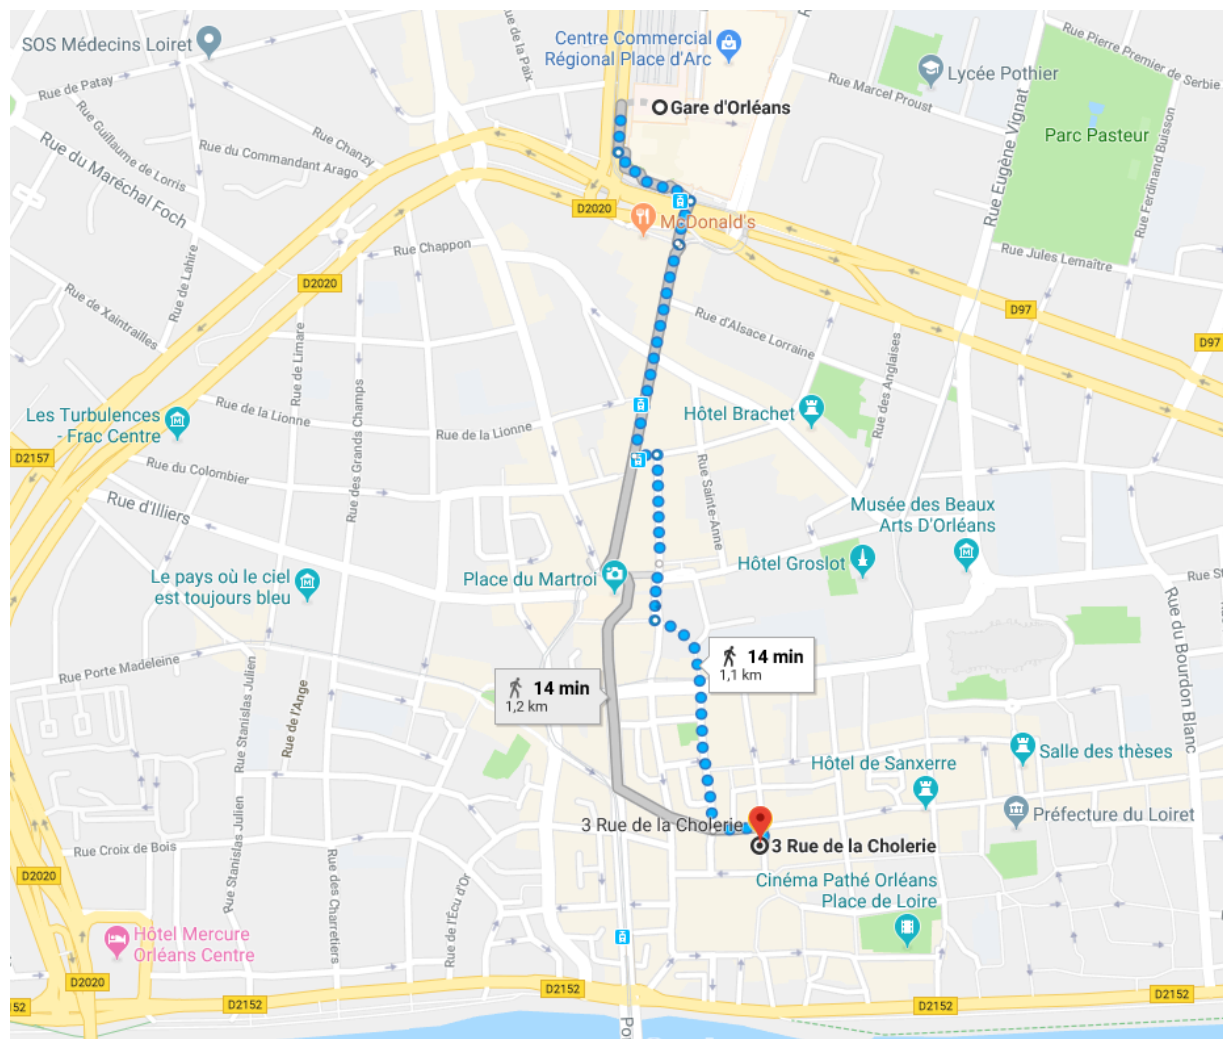 SOS Médecins Loiret
Rue de Patay
Rue de la Paix
Centre Commercial
Régional Place d'Arc
Rue Pierre Premier de Serbie
Lycée Pothier
Rue Marcel Proust
Gare d'Orléans
Parc Pasteur
Rue Guillaume de Lorris
Rue Chanzy
Rue du Commandant Arago
Rue du Maréchal Foch
Rue Eugène Vignat
Rue Ferdinand Buisson
D2020
McDonald's
Rue Chappon
Rue Jules Lemaître
Rue de Lahire
D2020
Rue de Xaintrailles
D97
Rue d'Alsace Lorraine
D97
Rue de Limare
Rue des Anglaises
Rue des Grands Champs
Les Turbulences
- Frac Centre
Rue de la Lionne
Rue de la Lionne
Hôtel Brachet
D2157
Rue du Colombier
Rue Sainte-Anne
Rue d'Illiers
Musée des Beaux
Arts D'Orléans
Le pays où le ciel
est toujours bleu
Place du Martroi
Hôtel Groslot
Rue St
Rue du Bourdon Blanc
Rue Porte Madeleine
14 min
1,1 km
14 min
1,2 km
Rue Stanislas Julien
Rue de l'Ange
Hôtel de Sanxerre
Salle des thèses
Préfecture du Loiret
3 Rue de la Cholerie
3 Rue de la Cholerie
Rue Croix de Bois
Rue Stanislas Julien
Rue des Charretiers
Rue de l'Écu d'Or
D2020
Cinéma Pathé Orléans
Place de Loire
Hôtel Mercure
Orléans Centre
D2020
52
D2152
D2152
D2152
D2152
Po